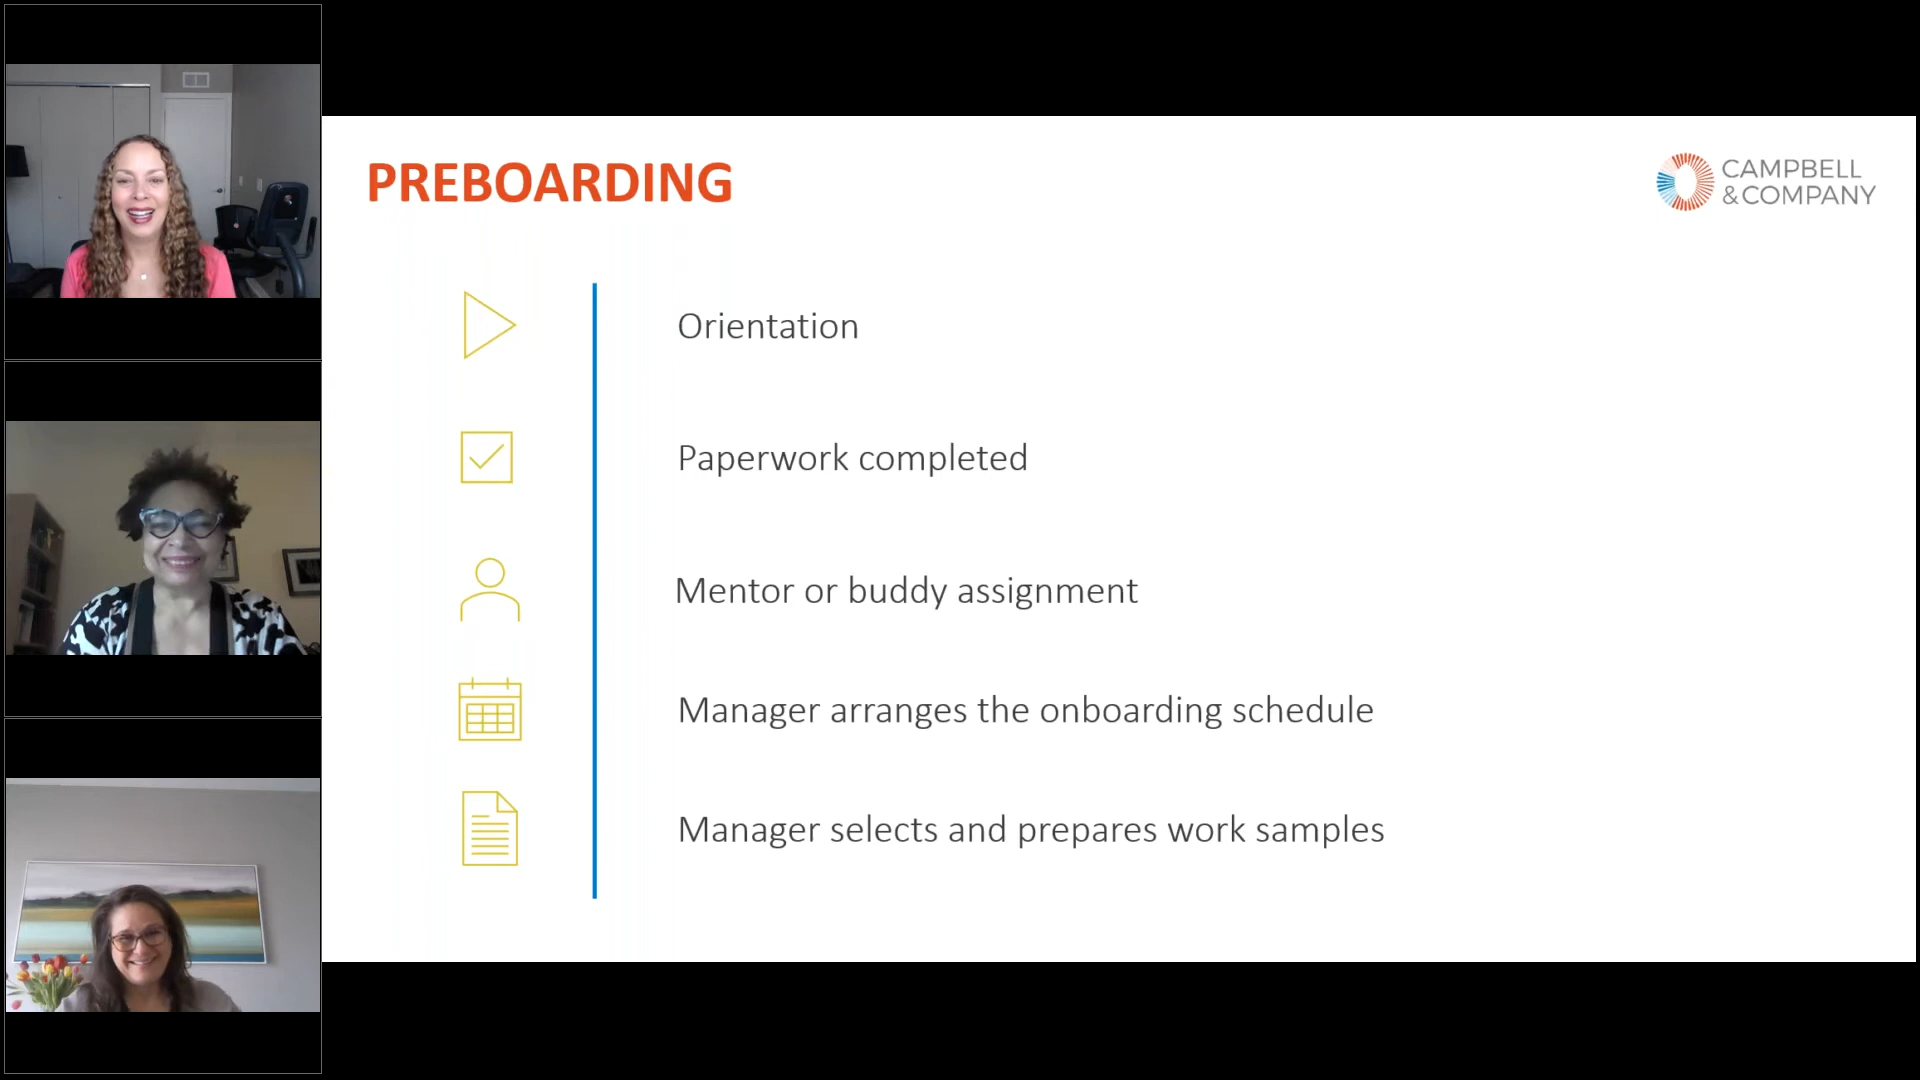 PREBOARDING
CAMPBELL
&COMPANY
Orientation
Paperwork completed
Mentor or buddy assignment
Manager arranges the onboarding schedule
Manager selects and prepares work samples